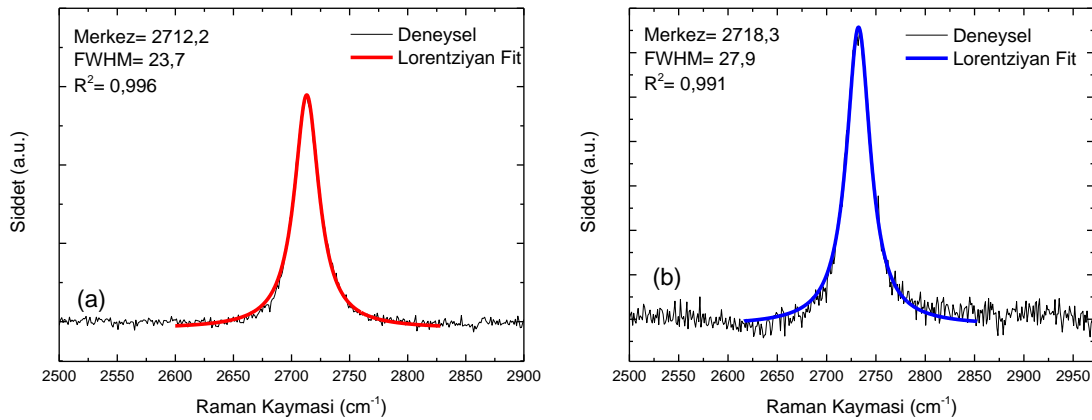 Merkez= 2712,2
FWHM= 23,7
R²= 0,996
Deneysel
Lorentziyan Fit
Siddet (a.u.)
(a)
2500 2550 2600 2650 2700 2750 2800 2850 2900
Raman Kaymasi (cm⁻¹)
Merkez= 2718,3
FWHM= 27,9
R²= 0,991
Deneysel
Lorentziyan Fit
Siddet (a.u.)
(b)
2500 2550 2600 2650 2700 2750 2800 2850 2900 2950
Raman Kaymasi (cm⁻¹)